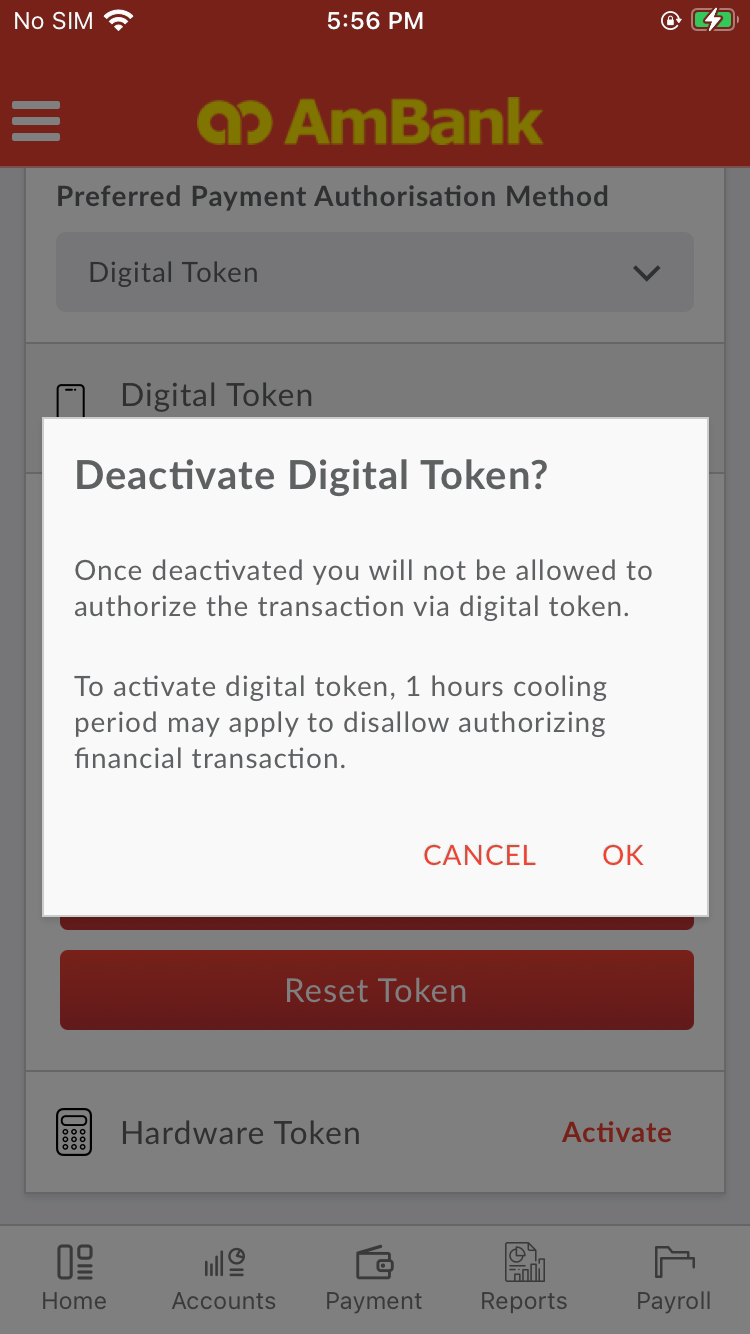 No SIM 5:56 PM
AmBank
Preferred Payment Authorisation Method
Digital Token
Digital Token
Deactivate Digital Token?
Once deactivated you will not be allowed to
authorize the transaction via digital token.
To activate digital token, 1 hours cooling
period may apply to disallow authorizing
financial transaction.
CANCEL OK
Reset Token
Hardware Token Activate
Home Accounts Payment Reports Payroll